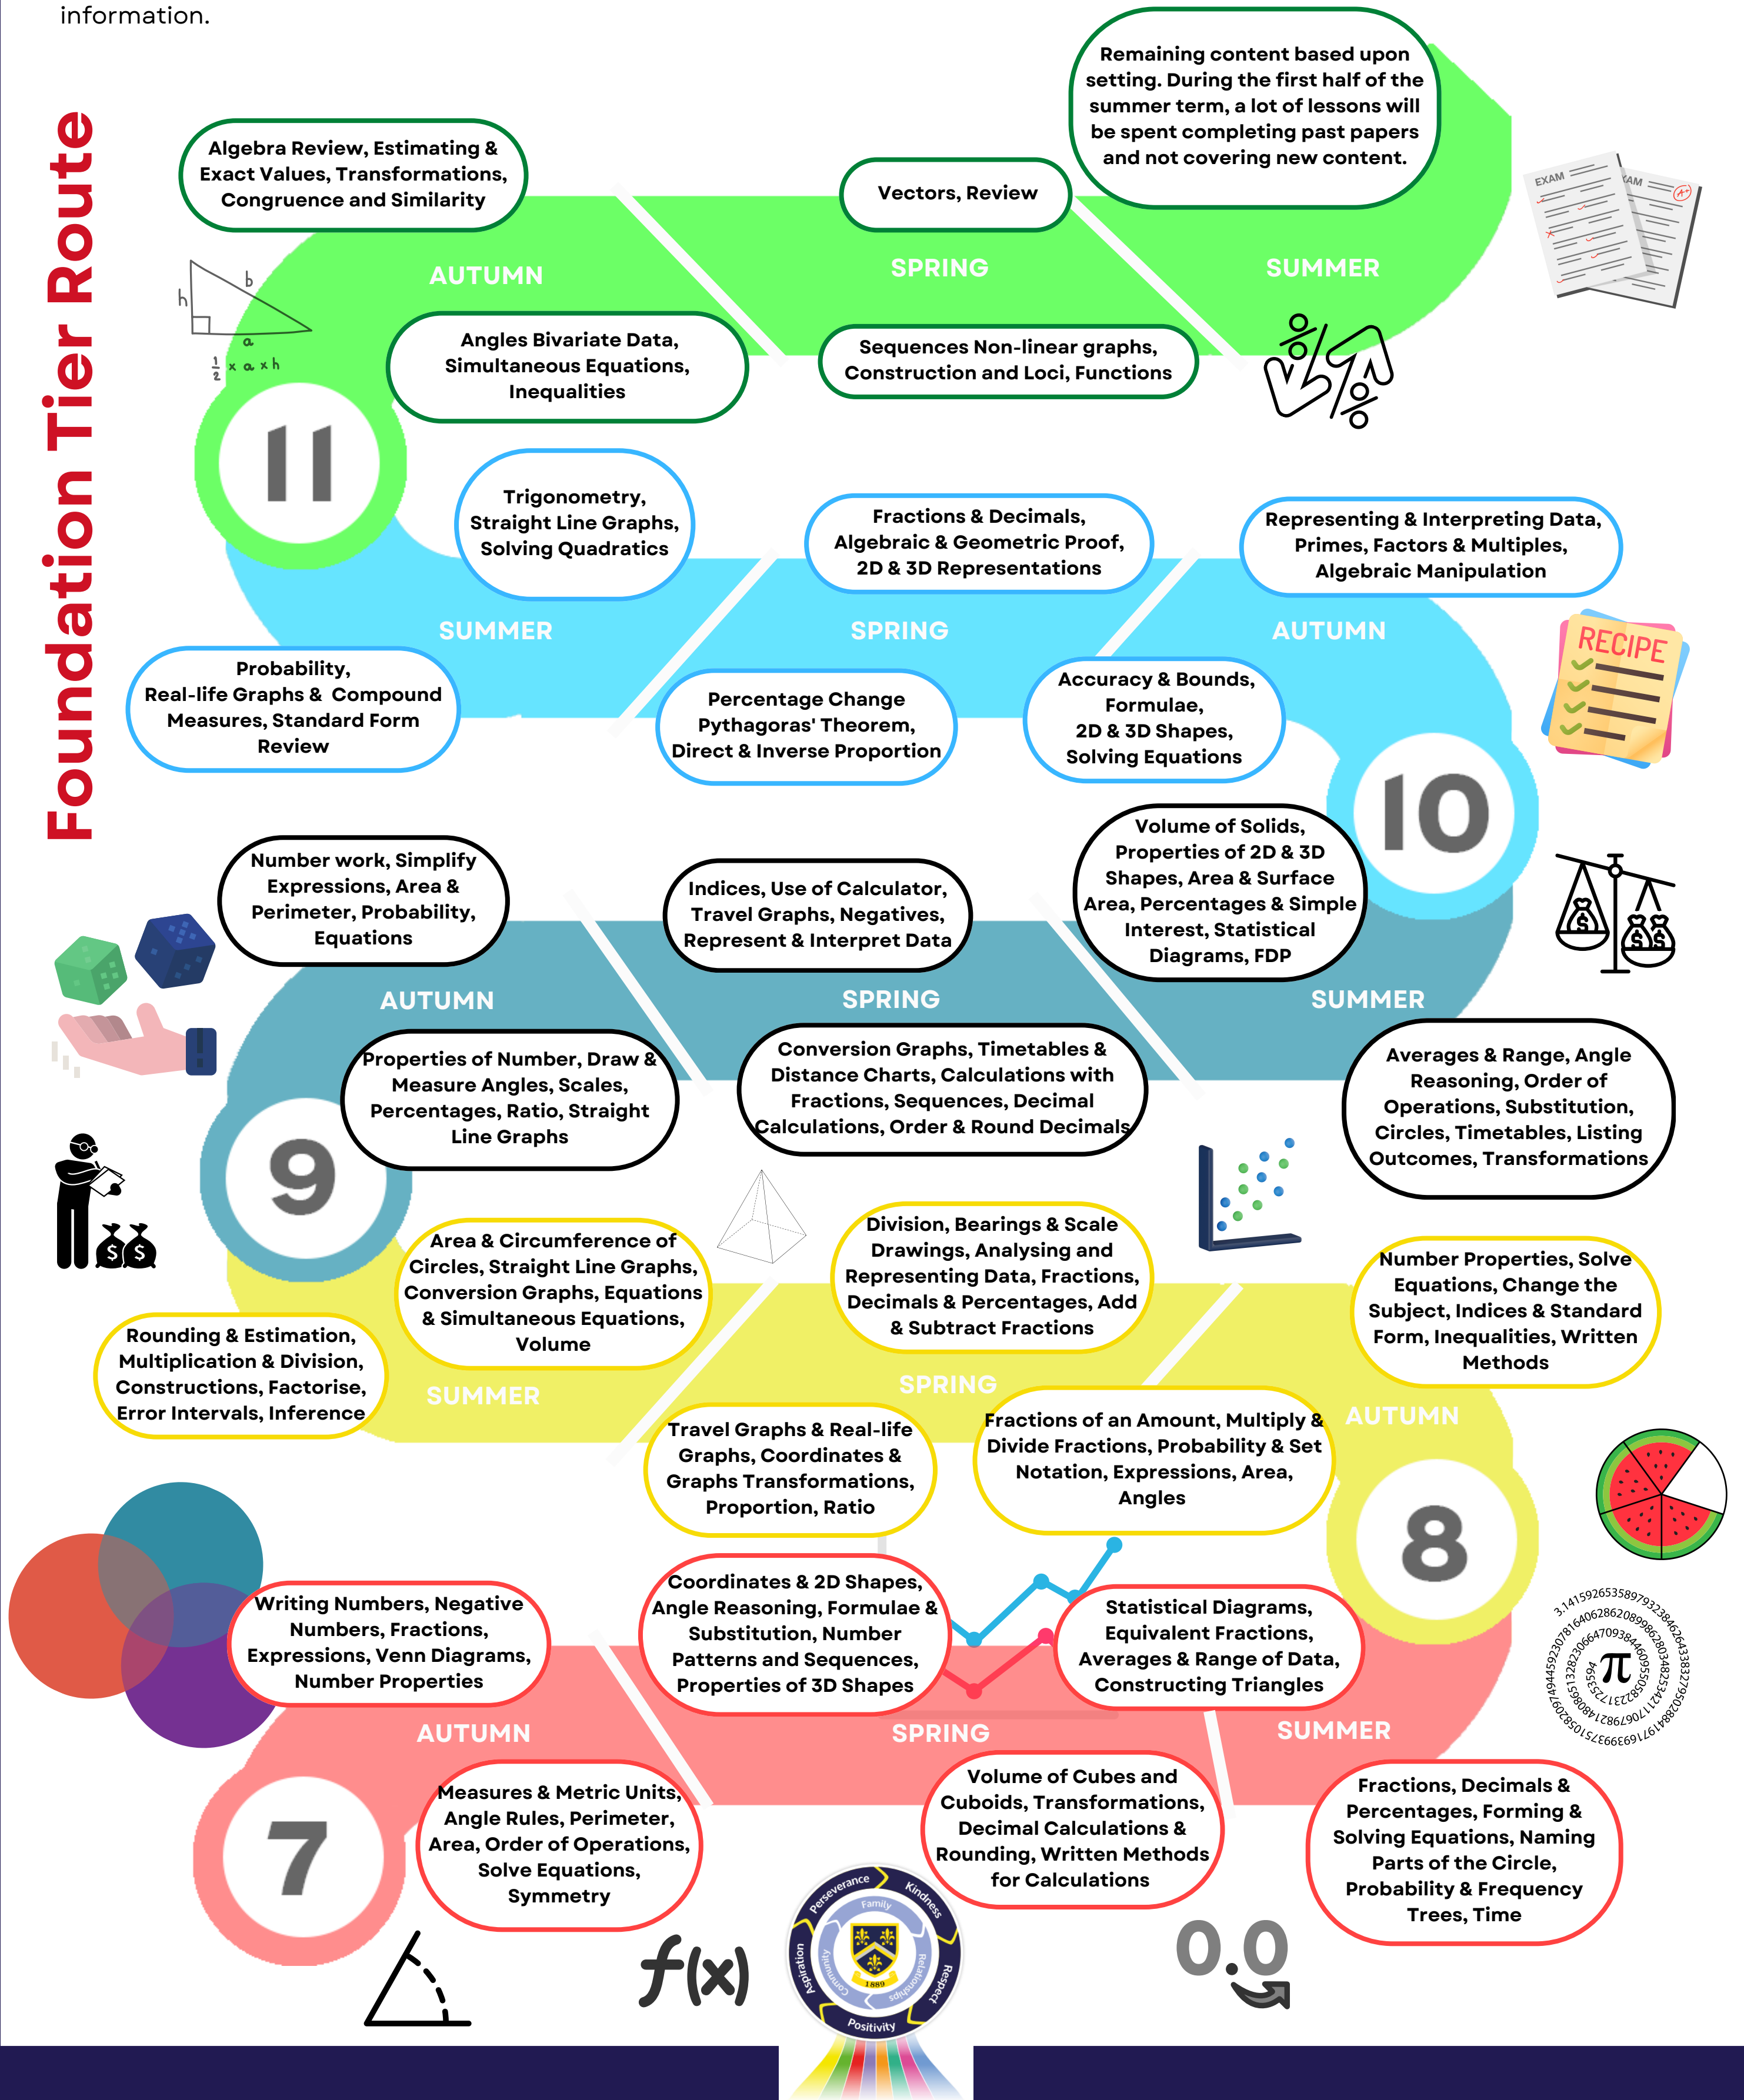 information.
Foundation Tier Route
Remaining content based upon
setting. During the first half of the
summer term, a lot of lessons will
be spent completing past papers
and not covering new content.
Algebra Review, Estimating &
Exact Values, Transformations,
Congruence and Similarity
Vectors, Review
EXAM
EXAM
A+
AUTUMN
SPRING
SUMMER
h
b
a
1/2 x a x h
Angles Bivariate Data,
Simultaneous Equations,
Inequalities
Sequences Non-linear graphs,
Construction and Loci, Functions
%
%
11
Trigonometry,
Straight Line Graphs,
Solving Quadratics
Fractions & Decimals,
Algebraic & Geometric Proof,
2D & 3D Representations
Representing & Interpreting Data,
Primes, Factors & Multiples,
Algebraic Manipulation
SUMMER
SPRING
AUTUMN
RECIPE
Probability,
Real-life Graphs & Compound
Measures, Standard Form
Review
Percentage Change
Pythagoras' Theorem,
Direct & Inverse Proportion
Accuracy & Bounds,
Formulae,
2D & 3D Shapes,
Solving Equations
10
Number work, Simplify
Expressions, Area &
Perimeter, Probability,
Equations
Indices, Use of Calculator,
Travel Graphs, Negatives,
Represent & Interpret Data
Volume of Solids,
Properties of 2D & 3D
Shapes, Area & Surface
Area, Percentages & Simple
Interest, Statistical
Diagrams, FDP
$
$ $
AUTUMN
SPRING
SUMMER
Properties of Number, Draw &
Measure Angles, Scales,
Percentages, Ratio, Straight
Line Graphs
Conversion Graphs, Timetables &
Distance Charts, Calculations with
Fractions, Sequences, Decimal
Calculations, Order & Round Decimals
Averages & Range, Angle
Reasoning, Order of
Operations, Substitution,
Circles, Timetables, Listing
Outcomes, Transformations
9
$ $
Area & Circumference of
Circles, Straight Line Graphs,
Conversion Graphs, Equations
& Simultaneous Equations,
Volume
Division, Bearings & Scale
Drawings, Analysing and
Representing Data, Fractions,
Decimals & Percentages, Add
& Subtract Fractions
Number Properties, Solve
Equations, Change the
Subject, Indices & Standard
Form, Inequalities, Written
Methods
Rounding & Estimation,
Multiplication & Division,
Constructions, Factorise,
Error Intervals, Inference
SUMMER
SPRING
AUTUMN
Travel Graphs & Real-life
Graphs, Coordinates &
Graphs Transformations,
Proportion, Ratio
Fractions of an Amount, Multiply &
Divide Fractions, Probability & Set
Notation, Expressions, Area,
Angles
8
Writing Numbers, Negative
Numbers, Fractions,
Expressions, Venn Diagrams,
Number Properties
Coordinates & 2D Shapes,
Angle Reasoning, Formulae &
Substitution, Number
Patterns and Sequences,
Properties of 3D Shapes
Statistical Diagrams,
Equivalent Fractions,
Averages & Range of Data,
Constructing Triangles
π
AUTUMN
SPRING
SUMMER
Measures & Metric Units,
Angle Rules, Perimeter,
Area, Order of Operations,
Solve Equations,
Symmetry
Volume of Cubes and
Cuboids, Transformations,
Decimal Calculations &
Rounding, Written Methods
for Calculations
Fractions, Decimals &
Percentages, Forming &
Solving Equations, Naming
Parts of the Circle,
Probability & Frequency
Trees, Time
7
f(x)
0.0
Perseverance
Kindness
Respect
Positivity
Aspiration
Family
Relationships
Community
1889